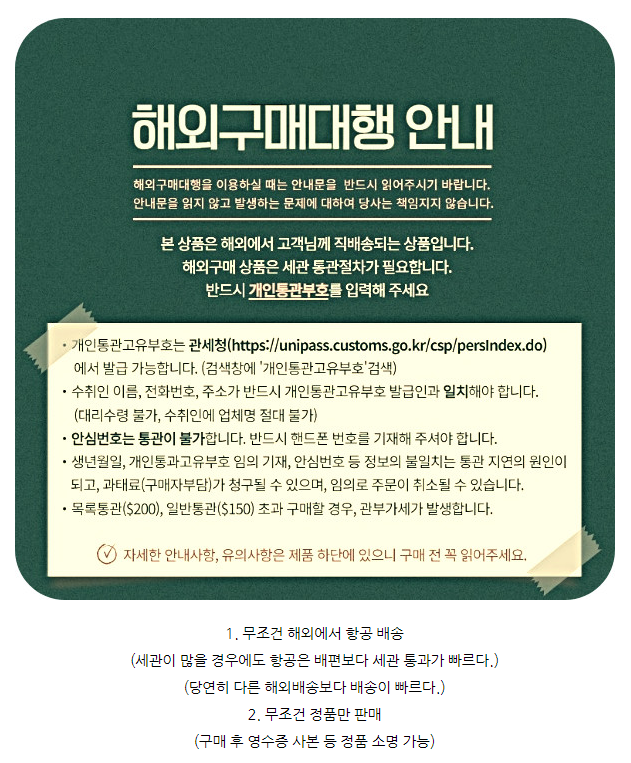 해외구매대행 안내
해외구매대행을 이용하실 때는 안내문을 반드시 읽어주시기 바랍니다.
안내문을 읽지 않고 발생하는 문제에 대하여 당사는 책임지지 않습니다.
본 상품은 해외에서 고객님께 직배송되는 상품입니다.
해외구매 상품은 세관 통관절차가 필요합니다.
반드시 개인통관부호를 입력해 주세요
· 개인통관고유부호는 관세청(https://unipass.customs.go.kr/csp/persIndex.do)
에서 발급 가능합니다. (검색창에 '개인통관고유부호'검색)
· 수취인 이름, 전화번호, 주소가 반드시 개인통관고유부호 발급인과 일치해야 합니다.
(대리수령 불가, 수취인에 업체명 절대 불가)
· 안심번호는 통관이 불가합니다. 반드시 핸드폰 번호를 기재해 주셔야 합니다.
· 생년월일, 개인통과고유부호 임의 기재, 안심번호 등 정보의 불일치는 통관 지연의 원인이
되고, 과태료(구매자부담)가 청구될 수 있으며, 임의로 주문이 취소될 수 있습니다.
· 목록통관($200), 일반통관($150) 초과 구매할 경우, 관부가세가 발생합니다.
자세한 안내사항, 유의사항은 제품 하단에 있으니 구매 전 꼭 읽어주세요.
1. 무조건 해외에서 항공 배송
(세관이 많을 경우에도 항공은 배편보다 세관 통과가 빠르다.)
(당연히 다른 해외배송보다 배송이 빠르다.)
2. 무조건 정품만 판매
(구매 후 영수증 사본 등 정품 소명 가능)